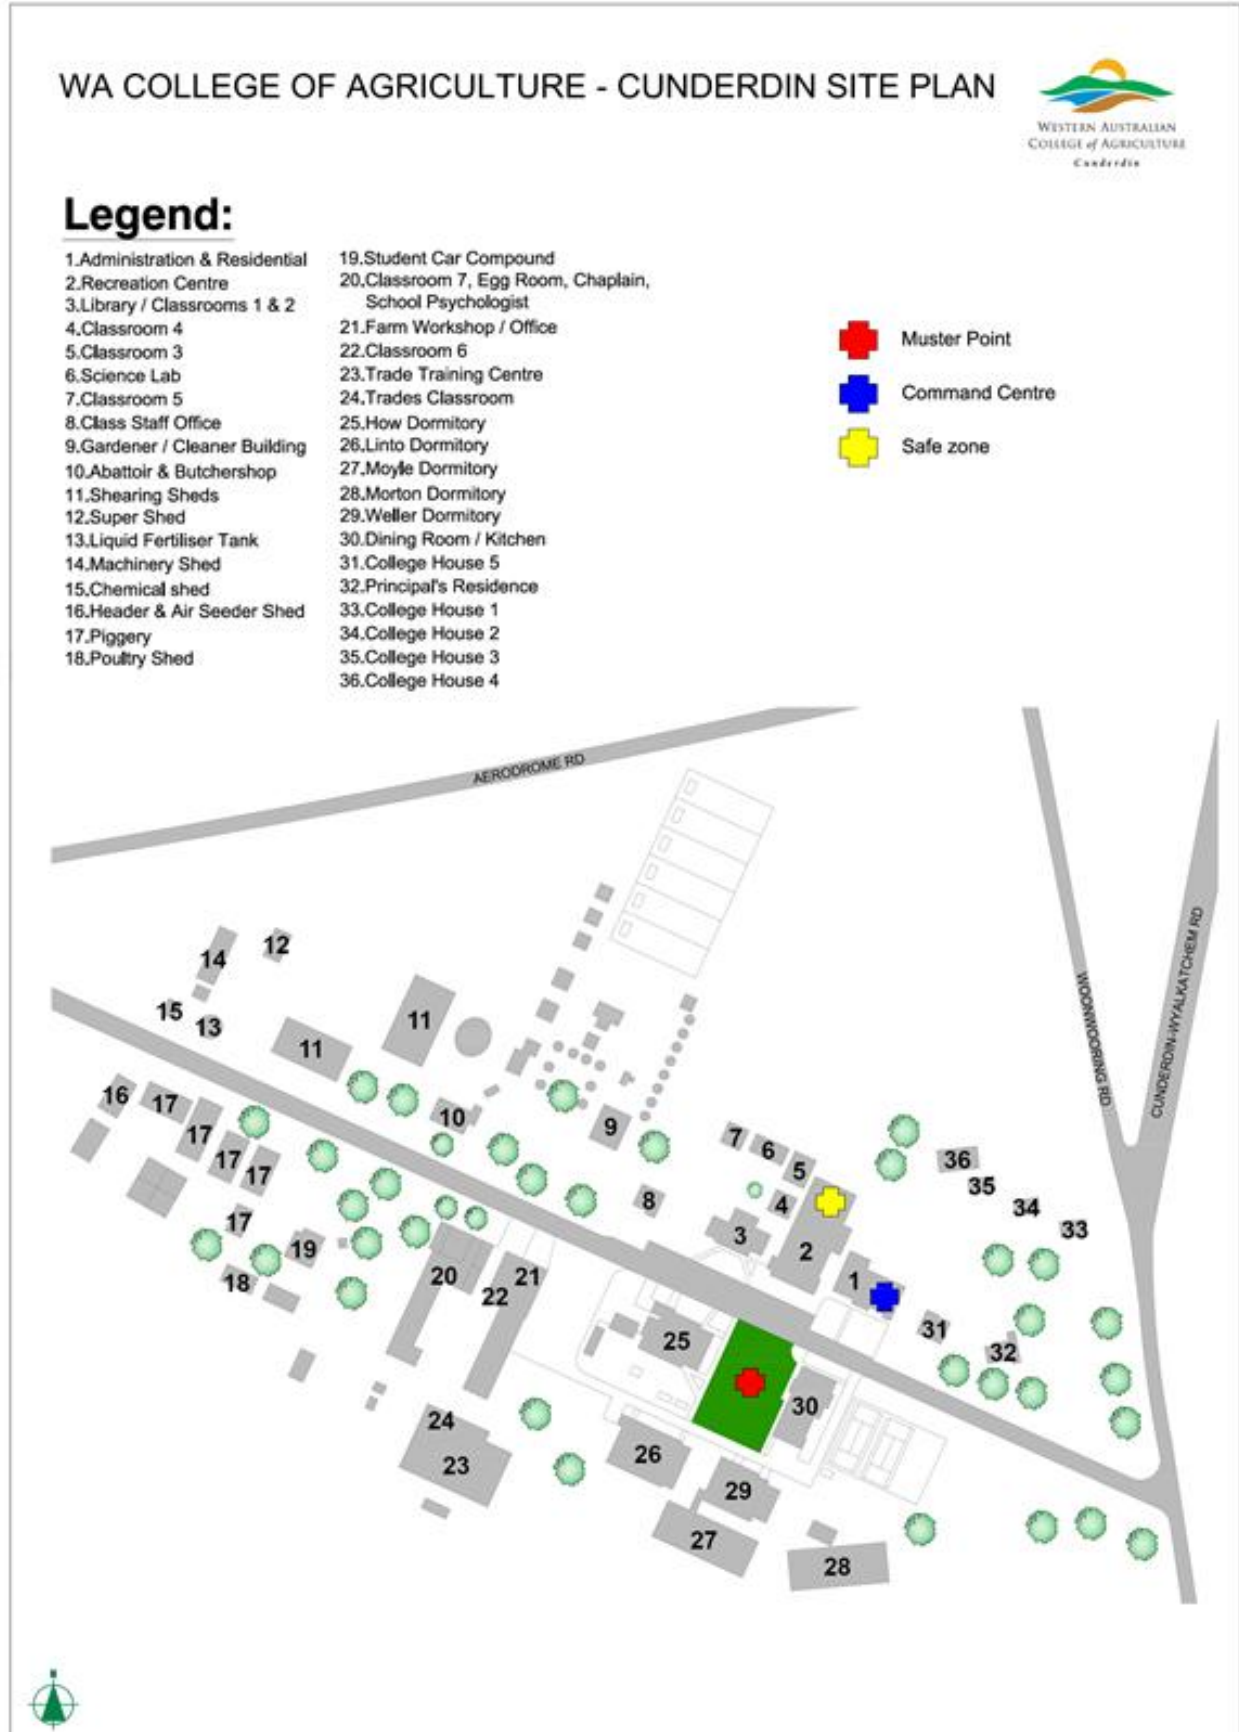 WA COLLEGE OF AGRICULTURE - CUNDERDIN SITE PLAN
WESTERN AUSTRALIAN
COLLEGE of AGRICULTURE
Cunderdin
Legend:
1.Administration & Residential
2.Recreation Centre
3.Library / Classrooms 1 & 2
4.Classroom 4
5.Classroom 3
6.Science Lab
7.Classroom 5
8.Class Staff Office
9.Gardener / Cleaner Building
10.Abattoir & Butchershop
11.Shearing Sheds
12.Super Shed
13.Liquid Fertiliser Tank
14.Machinery Shed
15.Chemical shed
16.Header & Air Seeder Shed
17.Piggery
18.Poultry Shed
19.Student Car Compound
20.Classroom 7, Egg Room, Chaplain,
School Psychologist
21.Farm Workshop / Office
22.Classroom 6
23.Trade Training Centre
24.Trades Classroom
25.How Dormitory
26.Linto Dormitory
27.Moyle Dormitory
28.Morton Dormitory
29.Weller Dormitory
30.Dining Room / Kitchen
31.College House 5
32.Principal's Residence
33.College House 1
34.College House 2
35.College House 3
36.College House 4
Muster Point
Command Centre
Safe zone
AERODROME RD
WOONWOORING RD
CUNDERDIN-WYALKATCHEM RD
14
12
15
13
11
11
16
17
17
17
17
17
18
19
10
9
8
7
6
5
4
3
2
1
36
35
34
33
20
21
22
25
31
32
30
24
23
26
29
27
28